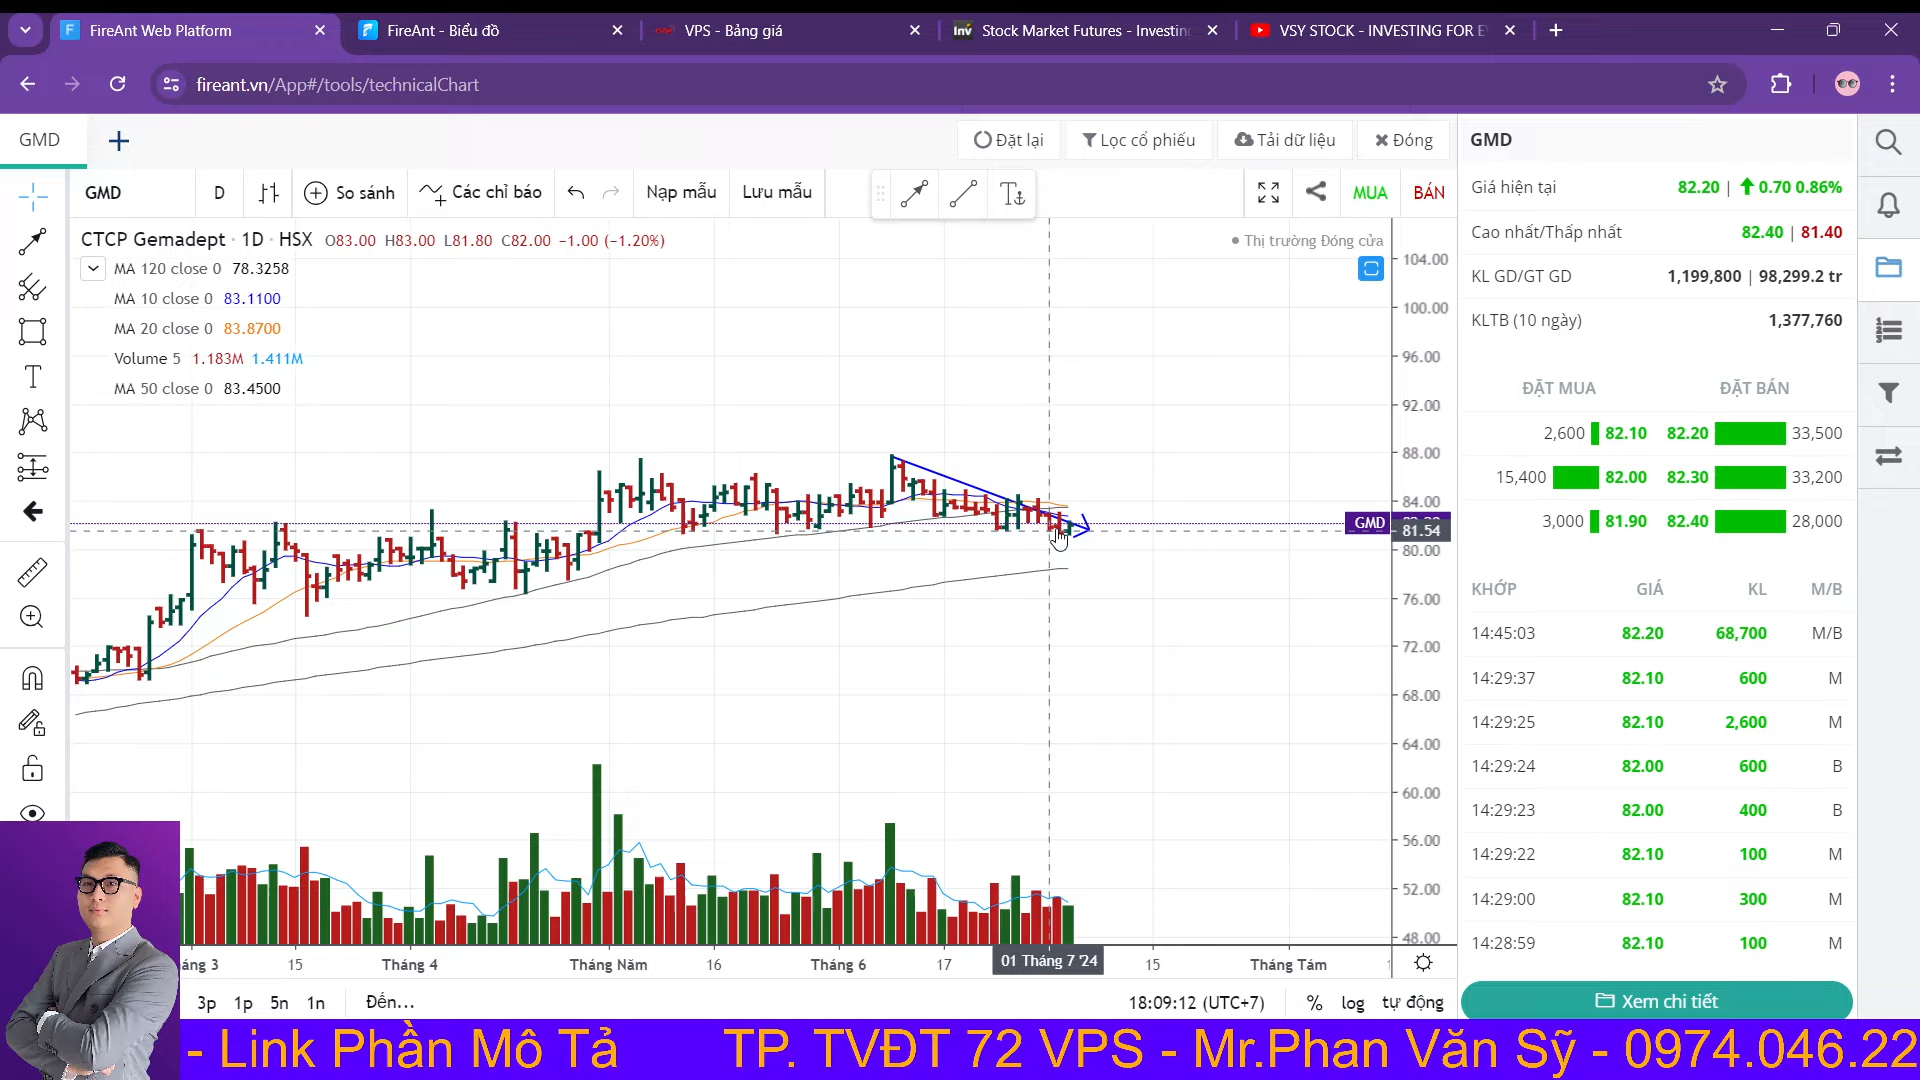 FireAnt Web Platform
FireAnt - Biểu đồ
VPS - Bảng giá
Stock Market Futures - Investing
VSY STOCK - INVESTING FOR E
fireant.vn/App#/tools/technicalChart
GMD
Đặt lại
Lọc cổ phiếu
Tải dữ liệu
Đóng
GMD
GMD
D
So sánh
Các chỉ báo
Nạp mẫu
Lưu mẫu
MUA
BÁN
CTCP Gemadept · 1D · HSX O83.00 H83.00 L81.80 C82.00 -1.00 (-1.20%)
Thị trường Đóng cửa
MA 120 close 0 78.3258
MA 10 close 0 83.1100
MA 20 close 0 83.8700
Volume 5 1.183M 1.411M
MA 50 close 0 83.4500
104.00
100.00
96.00
92.00
88.00
84.00
GMD
81.54
80.00
76.00
72.00
68.00
64.00
60.00
56.00
52.00
48.00
áng 3
15
Tháng 4
Tháng Năm
16
Tháng 6
17
01 Tháng 7 '24
15
Tháng Tám
3p 1p 5n 1n Đến...
18:09:12 (UTC+7) % log tự động
Giá hiện tại 82.20 | 0.70 0.86%
Cao nhất/Thấp nhất 82.40 | 81.40
KL GD/GT GD 1,199,800 | 98,299.2 tr
KLTB (10 ngày) 1,377,760
ĐẶT MUA ĐẶT BÁN
2,600 82.10 82.20 33,500
15,400 82.00 82.30 33,200
3,000 81.90 82.40 28,000
KHỚP GIÁ KL M/B
14:45:03 82.20 68,700 M/B
14:29:37 82.10 600 M
14:29:25 82.10 2,600 M
14:29:24 82.00 600 B
14:29:23 82.00 400 B
14:29:22 82.10 100 M
14:29:00 82.10 300 M
14:28:59 82.10 100 M
Xem chi tiết
- Link Phần Mô Tả TP. TVĐT 72 VPS - Mr.Phan Văn Sỹ - 0974.046.22